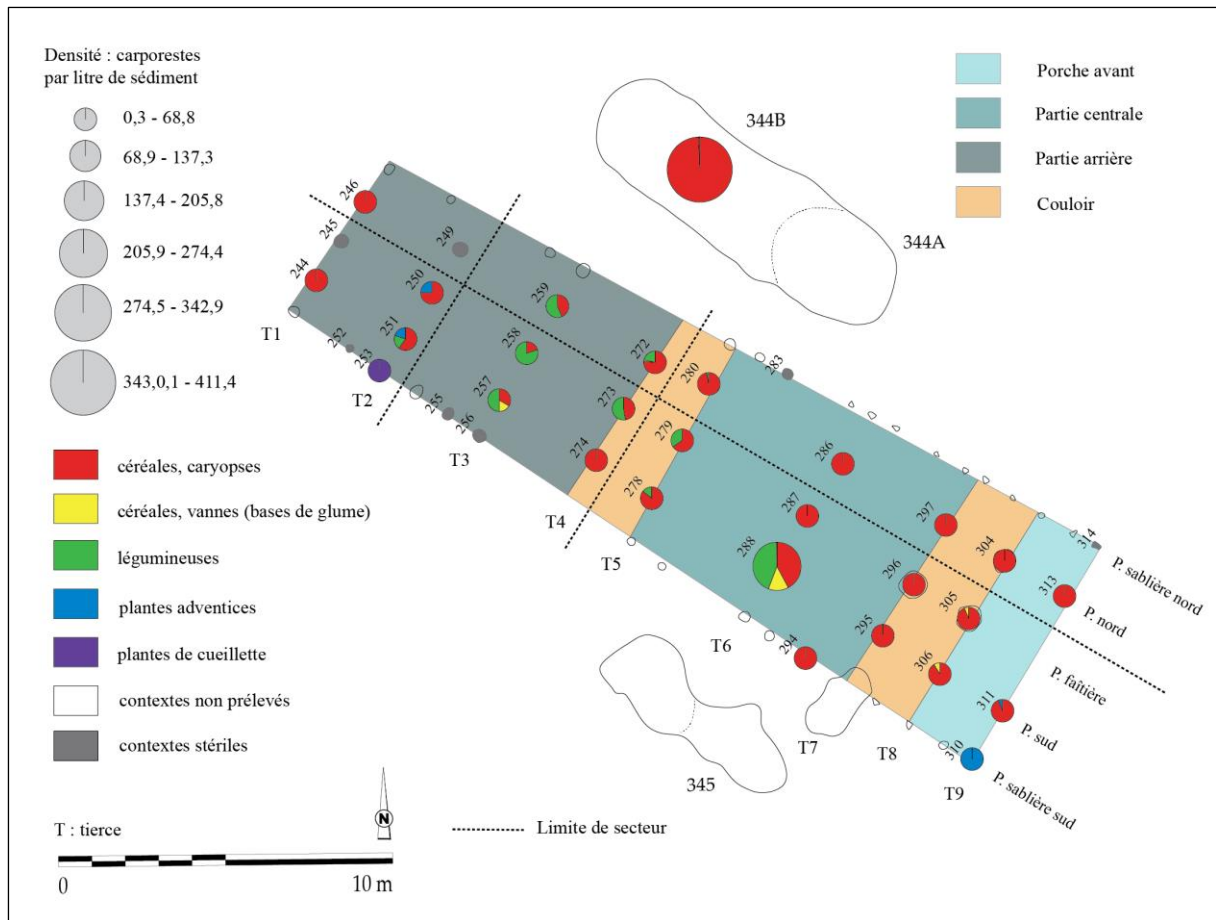 Densité : carporestes
par litre de sédiment
0,3 - 68,8
68,9 - 137,3
137,4 - 205,8
205,9 - 274,4
274,5 - 342,9
343,0,1 - 411,4
céréales, caryopses
céréales, vannes (bases de glume)
légumineuses
plantes adventices
plantes de cueillette
contextes non prélevés
contextes stériles
T : tierce
0
10 m
N
Limite de secteur
Porche avant
Partie centrale
Partie arrière
Couloir
344B
344A
345
246
245
244
249
250
251
252
253
255
256
257
258
259
272
273
274
278
279
280
283
286
287
288
294
295
296
297
304
305
306
310
311
313
314
T1
T2
T3
T4
T5
T6
T7
T8
T9
P. sablière nord
P. nord
P. faîtière
P. sud
P. sablière sud